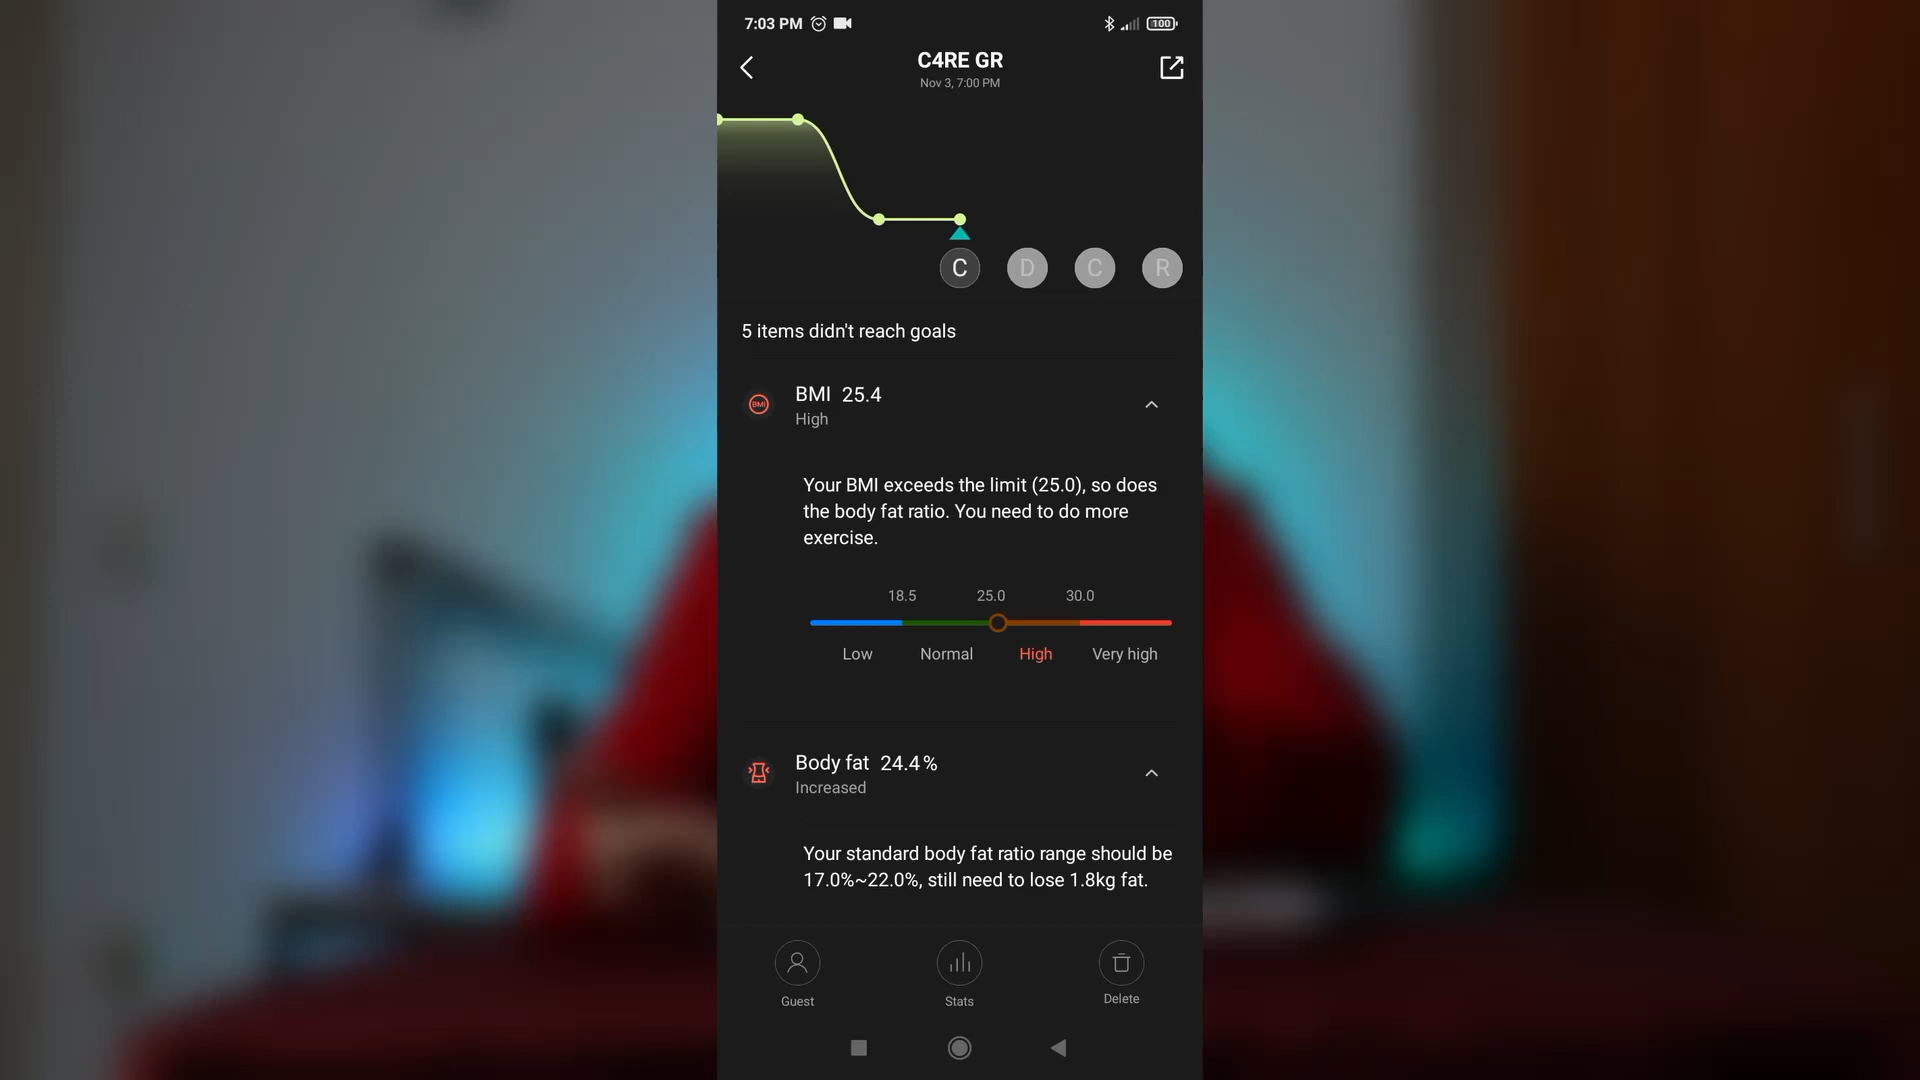 7:03 PM
100
C4RE GR
Nov 3, 7:00 PM
C D C R
5 items didn't reach goals
BMI
BMI 25.4
High
Your BMI exceeds the limit (25.0), so does
the body fat ratio. You need to do more
exercise.
18.5 25.0 30.0
Low Normal High Very high
Body fat 24.4%
Increased
Your standard body fat ratio range should be
17.0%~22.0%, still need to lose 1.8kg fat.
Guest Stats Delete